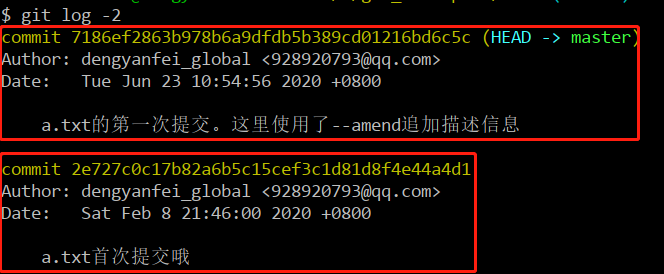 $ git log -2
commit 7186ef2863b978b6a9dfdb5b389cd01216bd6c5c (HEAD -> master)
Author: dengyanfei_global <928920793@qq.com>
Date:   Tue Jun 23 10:54:56 2020 +0800
a.txt的第一次提交。这里使用了--amend追加描述信息
commit 2e727c0c17b82a6b5c15cef3c1d81d8f4e44a4d1
Author: dengyanfei_global <928920793@qq.com>
Date:   Sat Feb 8 21:46:00 2020 +0800
a.txt首次提交哦